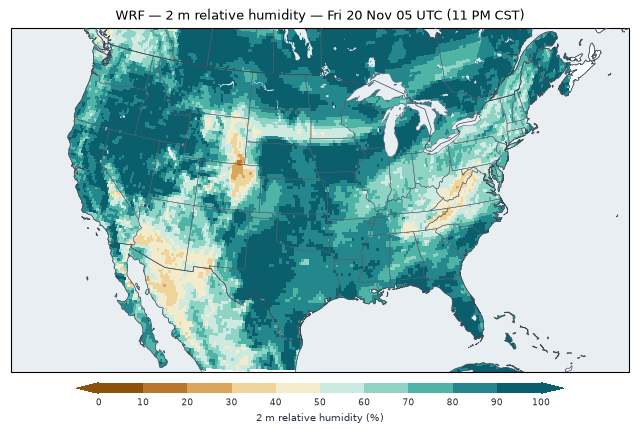 WRF — 2 m relative humidity — Fri 20 Nov 05 UTC (11 PM CST)
0 10 20 30 40 50 60 70 80 90 100
2 m relative humidity (%)